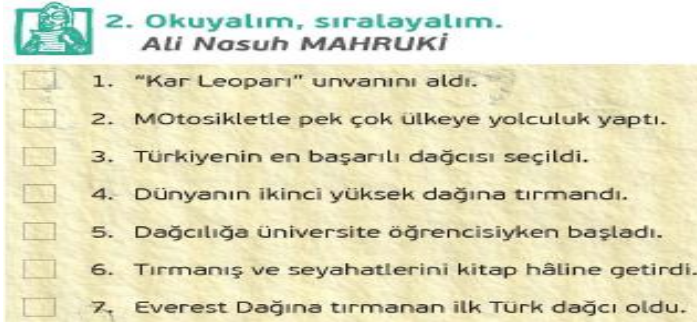 2. Okuyalım, sıralayalım.
Ali Nasuh MAHRUKİ
1. "Kar Leoparı" unvanını aldı.
2. MOtosikletle pek çok ülkeye yolculuk yaptı.
3. Türkiyenin en başarılı dağcısı seçildi.
4. Dünyanın ikinci yüksek dağına tırmandı.
5. Dağcılığa üniversite öğrencisiyken başladı.
6. Tırmanış ve seyahatlerini kitap hâline getirdi.
7. Everest Dağına tırmanan ilk Türk dağcı oldu.